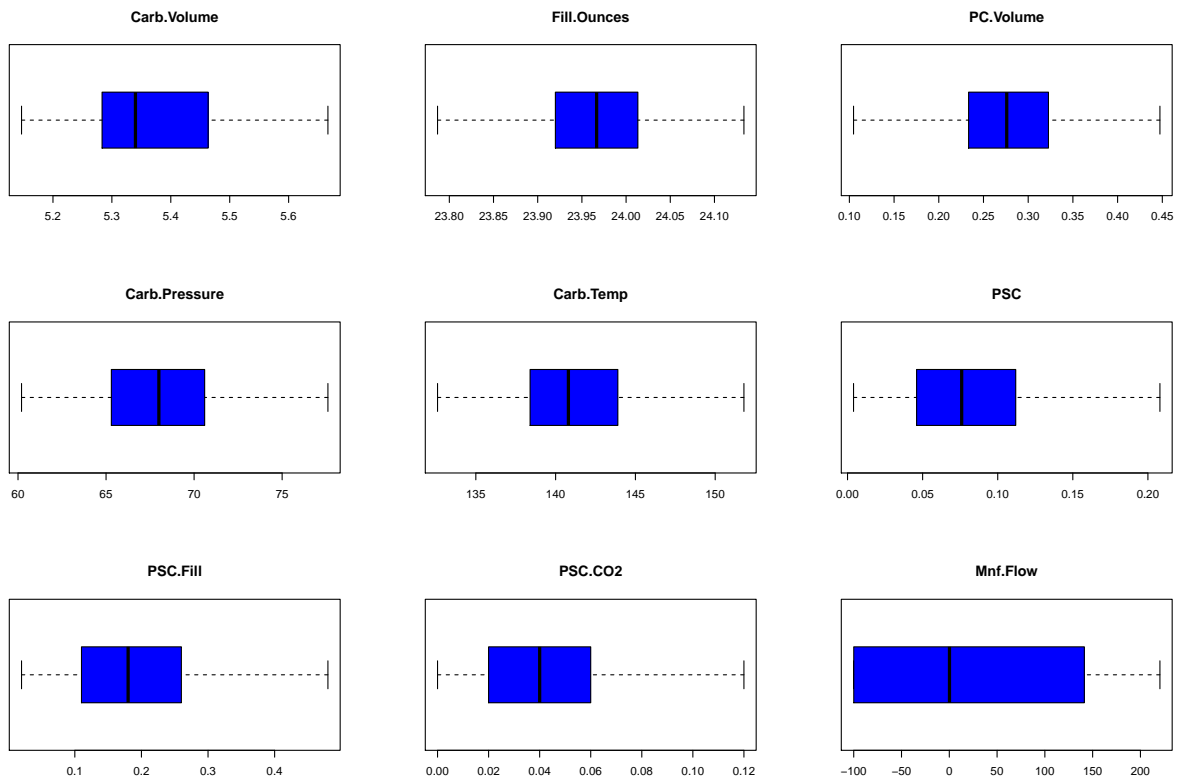 Carb.Volume
5.2 5.3 5.4 5.5 5.6
Fill.Ounces
23.80 23.85 23.90 23.95 24.00 24.05 24.10
PC.Volume
0.10 0.15 0.20 0.25 0.30 0.35 0.40 0.45
Carb.Pressure
60 65 70 75
Carb.Temp
135 140 145 150
PSC
0.00 0.05 0.10 0.15 0.20
PSC.Fill
0.1 0.2 0.3 0.4
PSC.CO2
0.00 0.02 0.04 0.06 0.08 0.10 0.12
Mnf.Flow
−100 −50 0 50 100 150 200